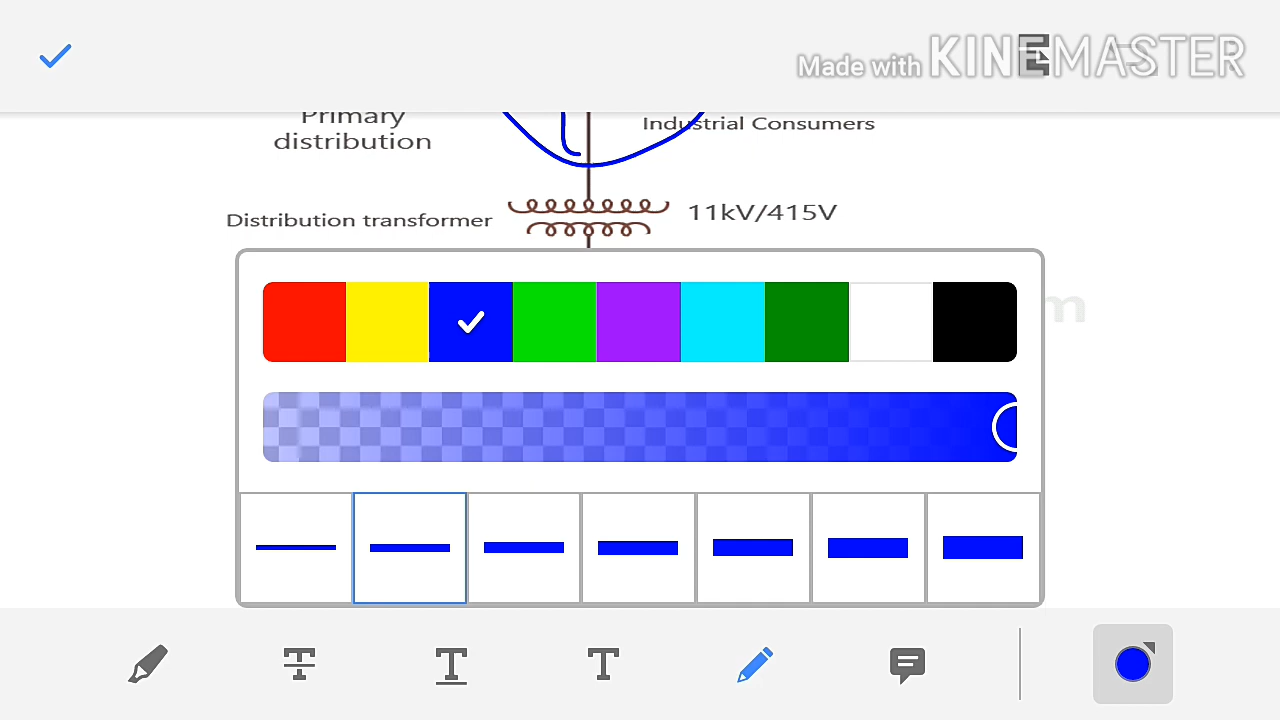 Made with KINEMASTER
Primary
distribution
Industrial Consumers
Distribution transformer
11kV/415V
m